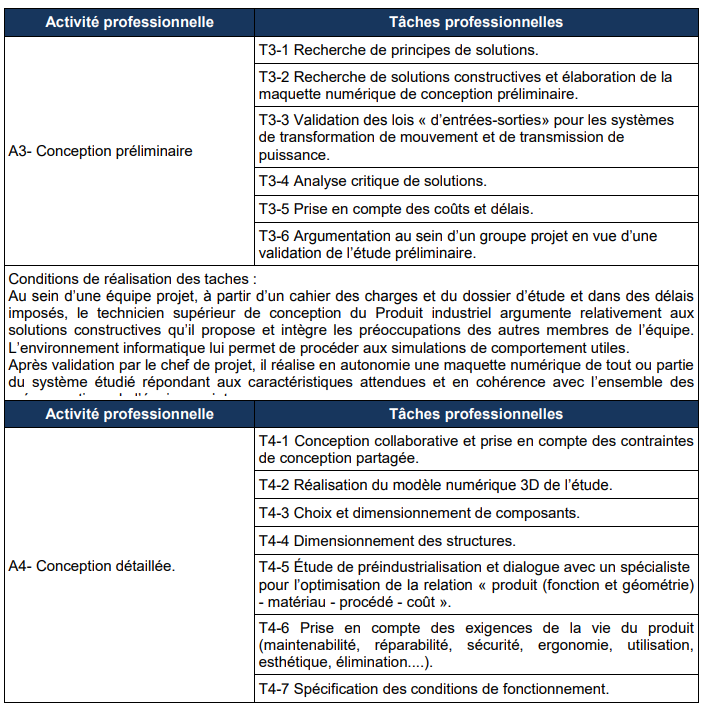 Activité professionnelle
Tâches professionnelles
A3- Conception préliminaire
T3-1 Recherche de principes de solutions.
T3-2 Recherche de solutions constructives et élaboration de la
maquette numérique de conception préliminaire.
T3-3 Validation des lois « d’entrées-sorties» pour les systèmes
de transformation de mouvement et de transmission de
puissance.
T3-4 Analyse critique de solutions.
T3-5 Prise en compte des coûts et délais.
T3-6 Argumentation au sein d’un groupe projet en vue d’une
validation de l’étude préliminaire.
Conditions de réalisation des taches :
Au sein d’une équipe projet, à partir d’un cahier des charges et du dossier d’étude et dans des délais
imposés, le technicien supérieur de conception du Produit industriel argumente relativement aux
solutions constructives qu’il propose et intègre les préoccupations des autres membres de l’équipe.
L’environnement informatique lui permet de procéder aux simulations de comportement utiles.
Après validation par le chef de projet, il réalise en autonomie une maquette numérique de tout ou partie
du système étudié répondant aux caractéristiques attendues et en cohérence avec l’ensemble des
Activité professionnelle
Tâches professionnelles
A4- Conception détaillée.
T4-1 Conception collaborative et prise en compte des contraintes
de conception partagée.
T4-2 Réalisation du modèle numérique 3D de l’étude.
T4-3 Choix et dimensionnement de composants.
T4-4 Dimensionnement des structures.
T4-5 Étude de préindustrialisation et dialogue avec un spécialiste
pour l’optimisation de la relation « produit (fonction et géométrie)
- matériau - procédé - coût ».
T4-6 Prise en compte des exigences de la vie du produit
(maintenabilité, réparabilité, sécurité, ergonomie, utilisation,
esthétique, élimination....).
T4-7 Spécification des conditions de fonctionnement.